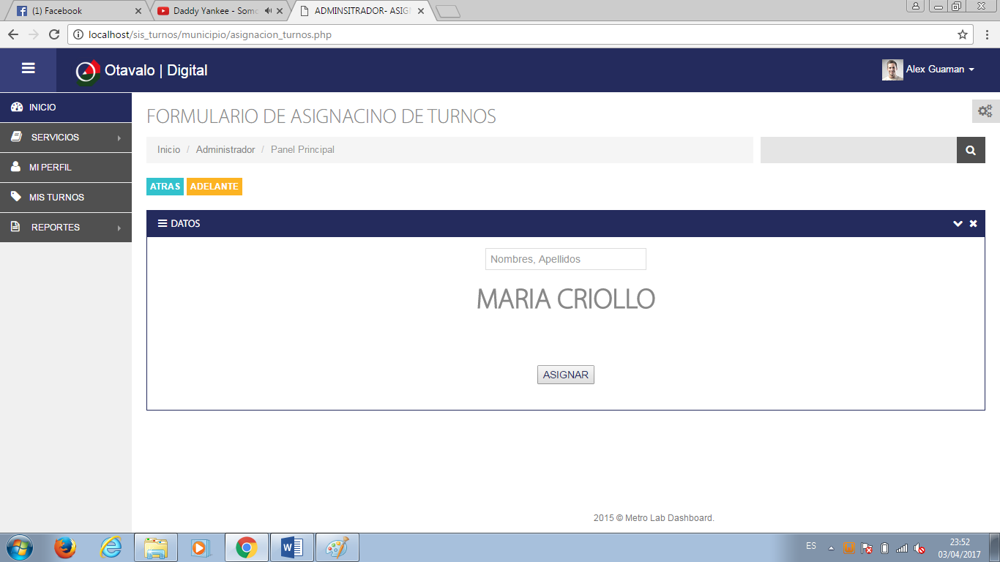 (1) Facebook
Daddy Yankee - Somo
ADMINSITRADOR- ASIG
localhost/sis_turnos/municipio/asignacion_turnos.php
Otavalo | Digital
Alex Guaman
INICIO
SERVICIOS
MI PERFIL
MIS TURNOS
REPORTES
FORMULARIO DE ASIGNACINO DE TURNOS
Inicio / Administrador / Panel Principal
ATRAS ADELANTE
DATOS
Nombres, Apellidos
MARIA CRIOLLO
ASIGNAR
2015 © Metro Lab Dashboard.
ES
23:52
03/04/2017